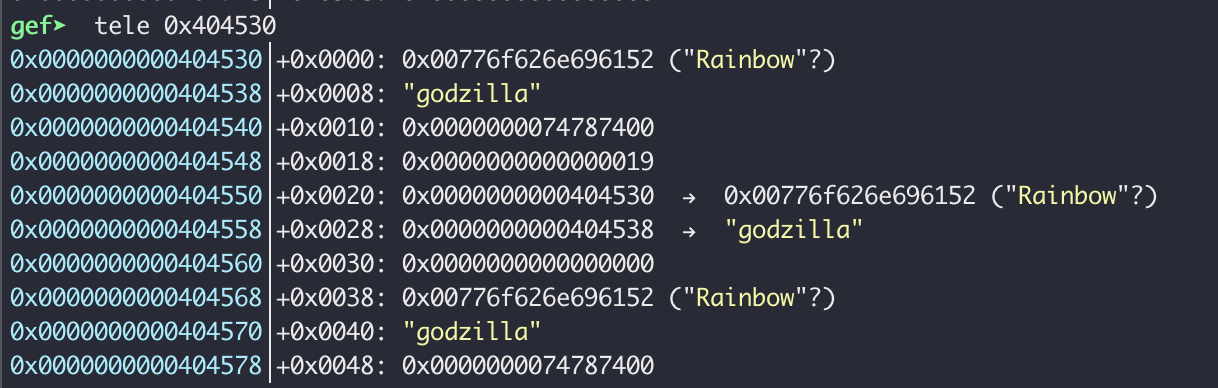 gef➤ tele 0x404530
0x0000000000404530│+0x0000: 0x00776f626e696152 ("Rainbow"?)
0x0000000000404538│+0x0008: "godzilla"
0x0000000000404540│+0x0010: 0x0000000074787400
0x0000000000404548│+0x0018: 0x0000000000000019
0x0000000000404550│+0x0020: 0x0000000000404530 → 0x00776f626e696152 ("Rainbow"?)
0x0000000000404558│+0x0028: 0x0000000000404538 → "godzilla"
0x0000000000404560│+0x0030: 0x0000000000000000
0x0000000000404568│+0x0038: 0x00776f626e696152 ("Rainbow"?)
0x0000000000404570│+0x0040: "godzilla"
0x0000000000404578│+0x0048: 0x0000000074787400